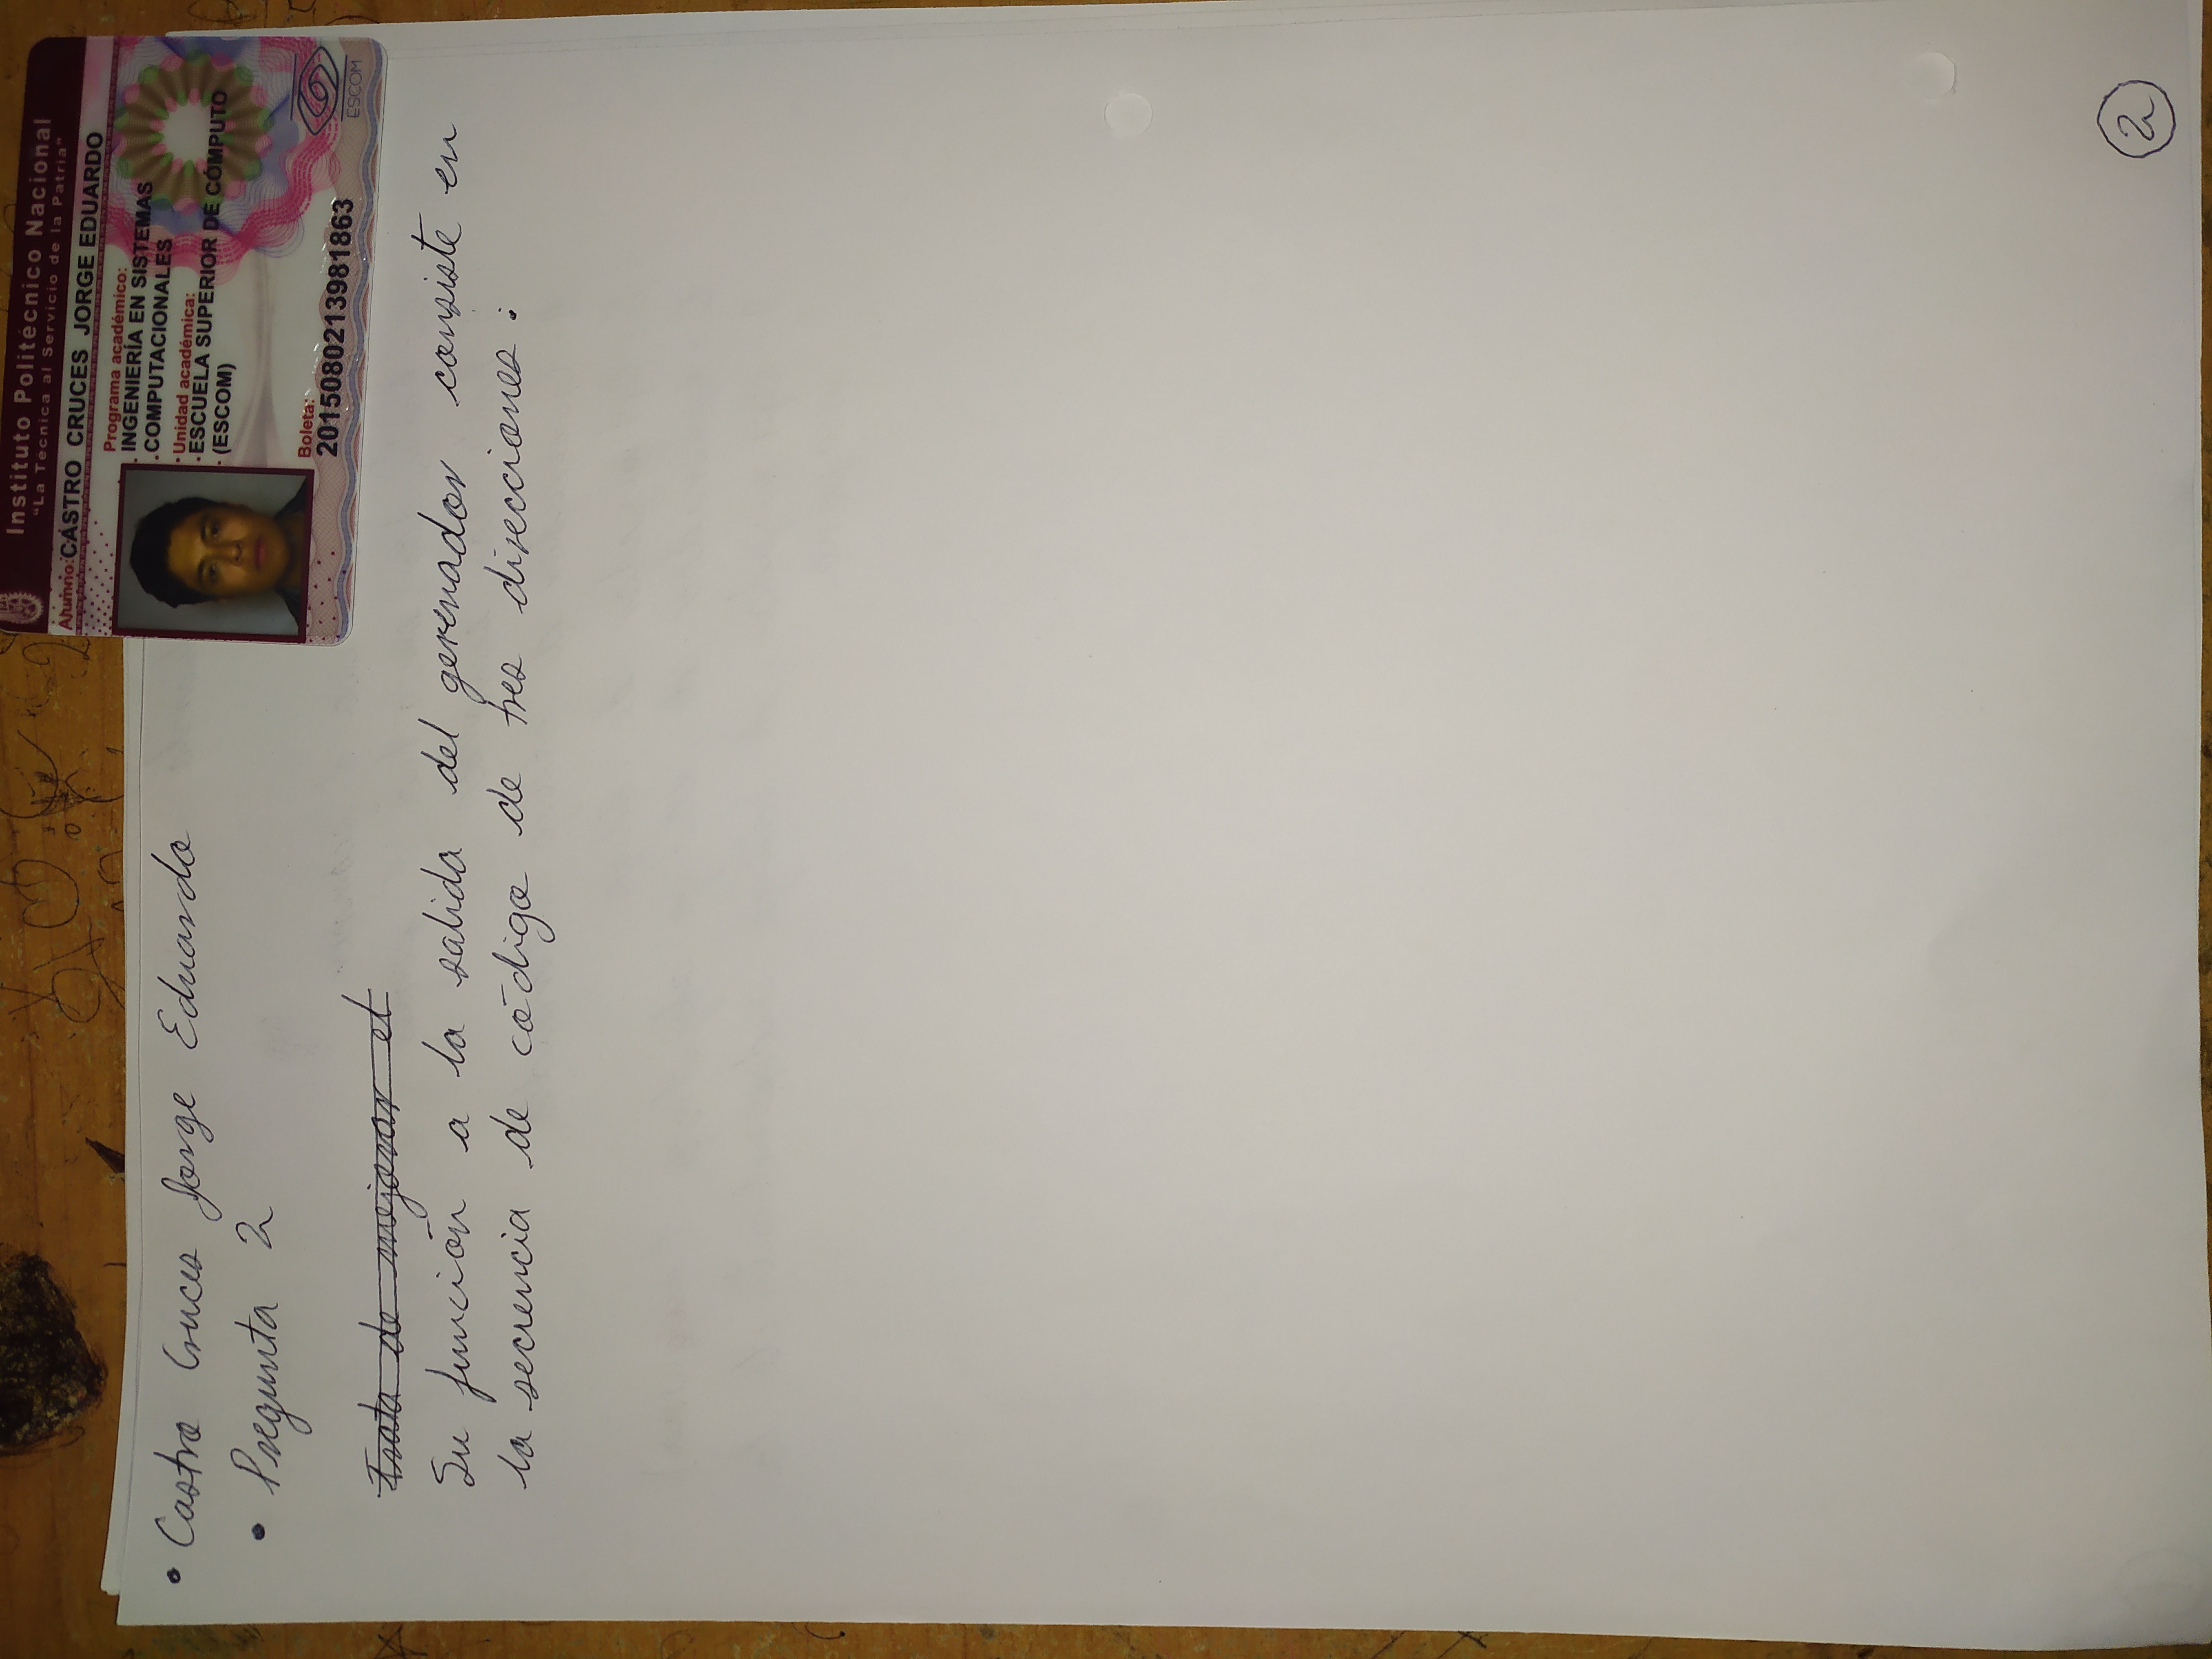 Instituto Politécnico Nacional
"La Técnica al Servicio de la Patria"
Alumno: CASTRO CRUCES JORGE EDUARDO
Programa académico:
INGENIERÍA EN SISTEMAS
COMPUTACIONALES
Unidad académica:
ESCUELA SUPERIOR DE CÓMPUTO
(ESCOM)
Boleta:
2015080213981863
ESCOM
• Castro Cruces Jorge Eduardo
• Pregunta 2
Trata de mejorar el
Su función a la salida del gerenador consiste en
la secuencia de código de tres direcciones:
2